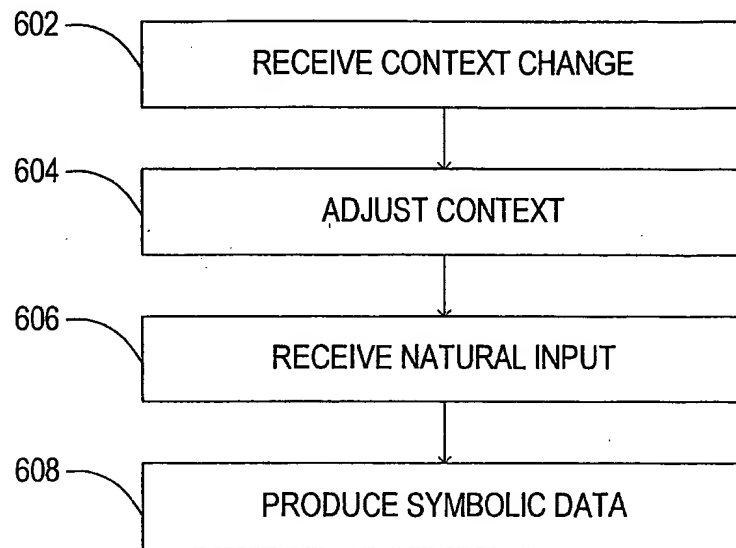 602
RECEIVE CONTEXT CHANGE
604
ADJUST CONTEXT
606
RECEIVE NATURAL INPUT
608
PRODUCE SYMBOLIC DATA